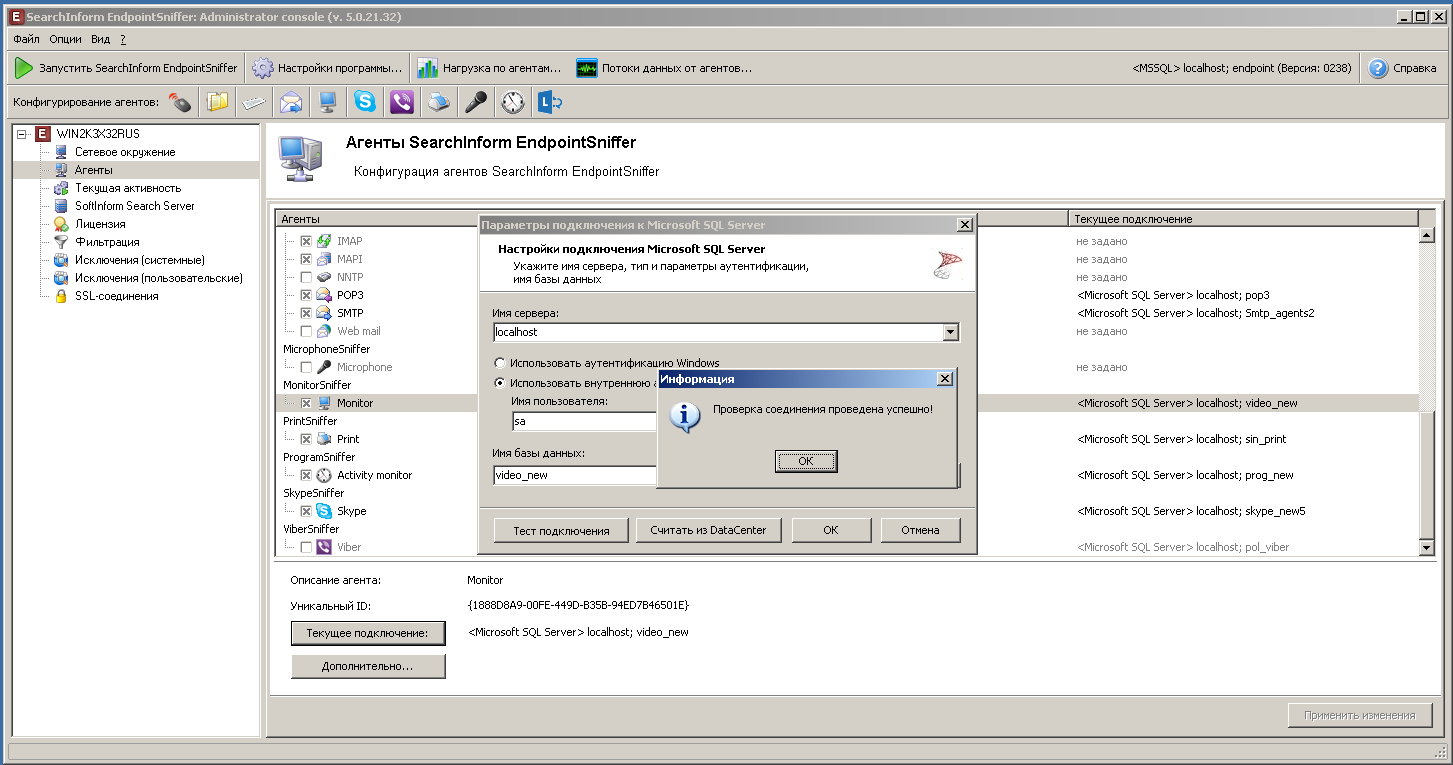 SearchInform EndpointSniffer: Administrator console (v. 5.0.21.32)
Файл Опции Вид ?
Запустить SearchInform EndpointSniffer Настройки программы... Нагрузка по агентам... Потоки данных от агентов... <MSSQL> localhost; endpoint (Версия: 0238) Справка
Конфигурирование агентов:
WIN2K3X32RUS
Сетевое окружение
Агенты
Текущая активность
SoftInform Search Server
Лицензия
Фильтрация
Исключения (системные)
Исключения (пользовательские)
SSL-соединения
Агенты SearchInform EndpointSniffer
Конфигурация агентов SearchInform EndpointSniffer
Агенты Текущее подключение
IMAP не задано
MAPI не задано
NNTP не задано
POP3 <Microsoft SQL Server> localhost; pop3
SMTP <Microsoft SQL Server> localhost; Smtp_agents2
Web mail не задано
MicrophoneSniffer
Microphone не задано
MonitorSniffer
Monitor <Microsoft SQL Server> localhost; video_new
PrintSniffer
Print <Microsoft SQL Server> localhost; sin_print
ProgramSniffer
Activity monitor <Microsoft SQL Server> localhost; prog_new
SkypeSniffer
Skype <Microsoft SQL Server> localhost; skype_new5
ViberSniffer
Viber <Microsoft SQL Server> localhost; pol_viber
Параметры подключения к Microsoft SQL Server
Настройки подключения Microsoft SQL Server
Укажите имя сервера, тип и параметры аутентификации,
имя базы данных
Имя сервера:
localhost
Использовать аутентификацию Windows
Использовать внутреннюю
Имя пользователя:
sa
Имя базы данных:
video_new
Тест подключения Считать из DataCenter OK Отмена
Информация
Проверка соединения проведена успешно!
OK
Описание агента: Monitor
Уникальный ID: {1888D8A9-00FE-449D-B35B-94ED7B46501E}
Текущее подключение: <Microsoft SQL Server> localhost; video_new
Дополнительно...
Применить изменения